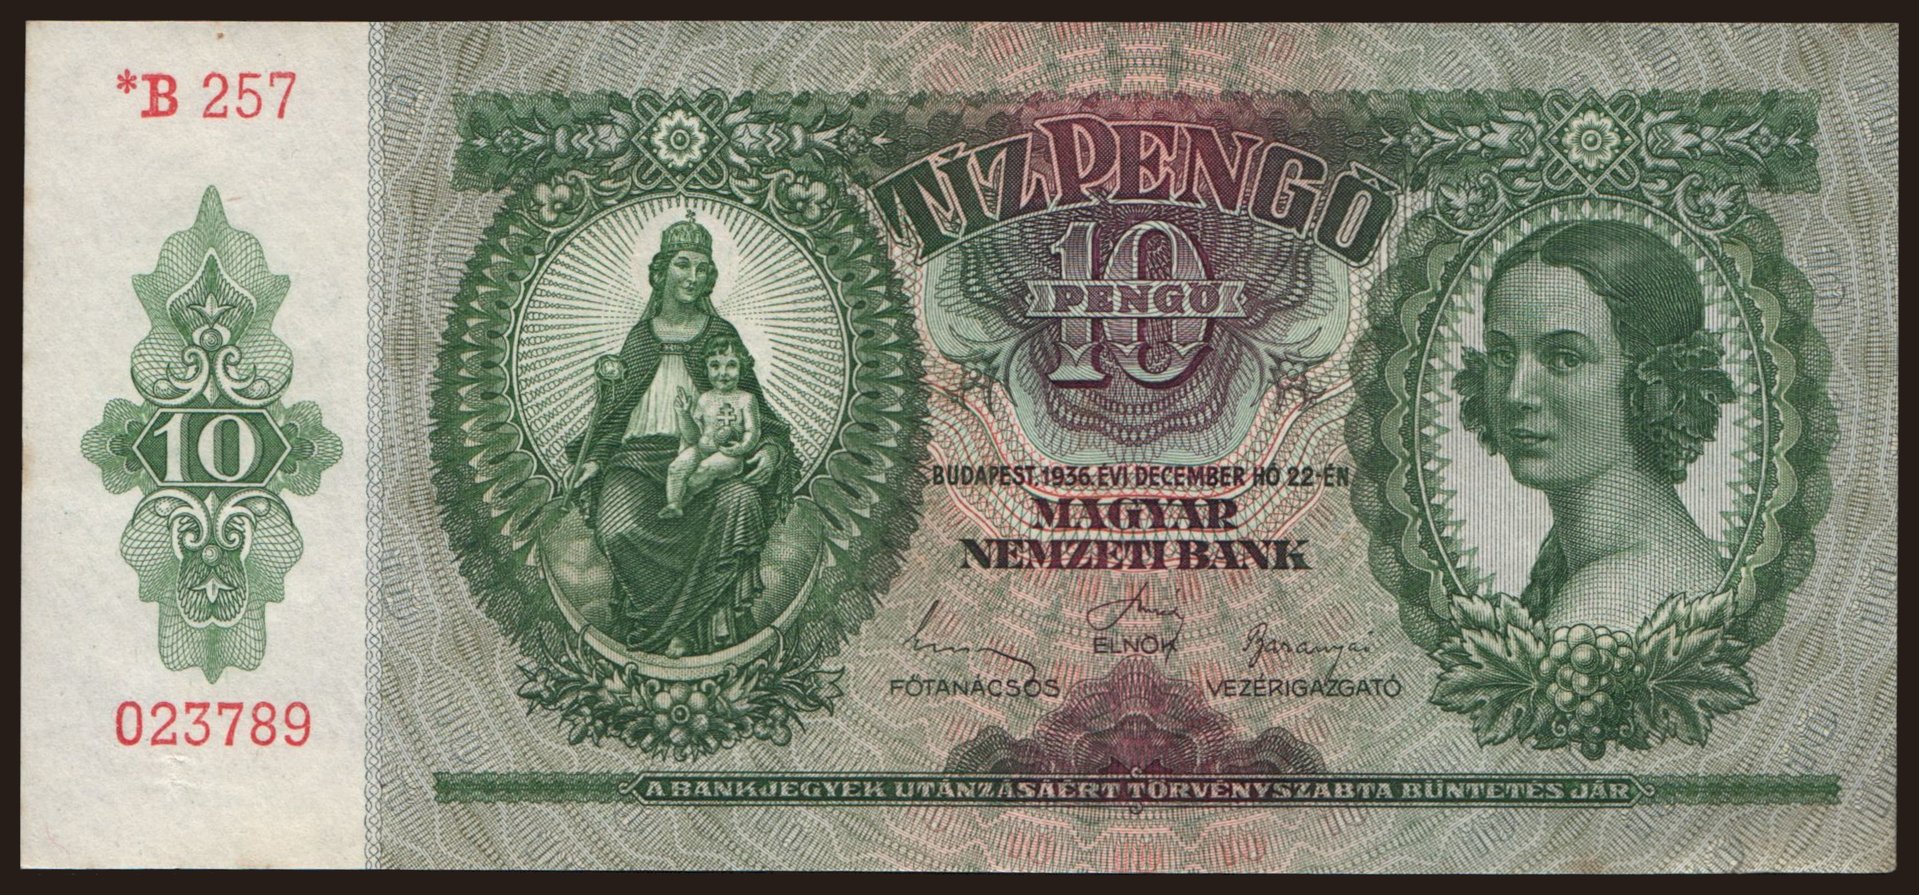 *B 257
TÍZ PENGŐ
10
PENGŐ
10
BUDAPEST, 1936. ÉVI DECEMBER HÓ 22-ÉN
MAGYAR
NEMZETI BANK
ELNÖK
FŐTANÁCSOS
VEZÉRIGAZGATÓ
Baranyai
023789
A BANKJEGYEK UTÁNZÁSÁÉRT TÖRVÉNYSZABTA BÜNTETÉS JÁR